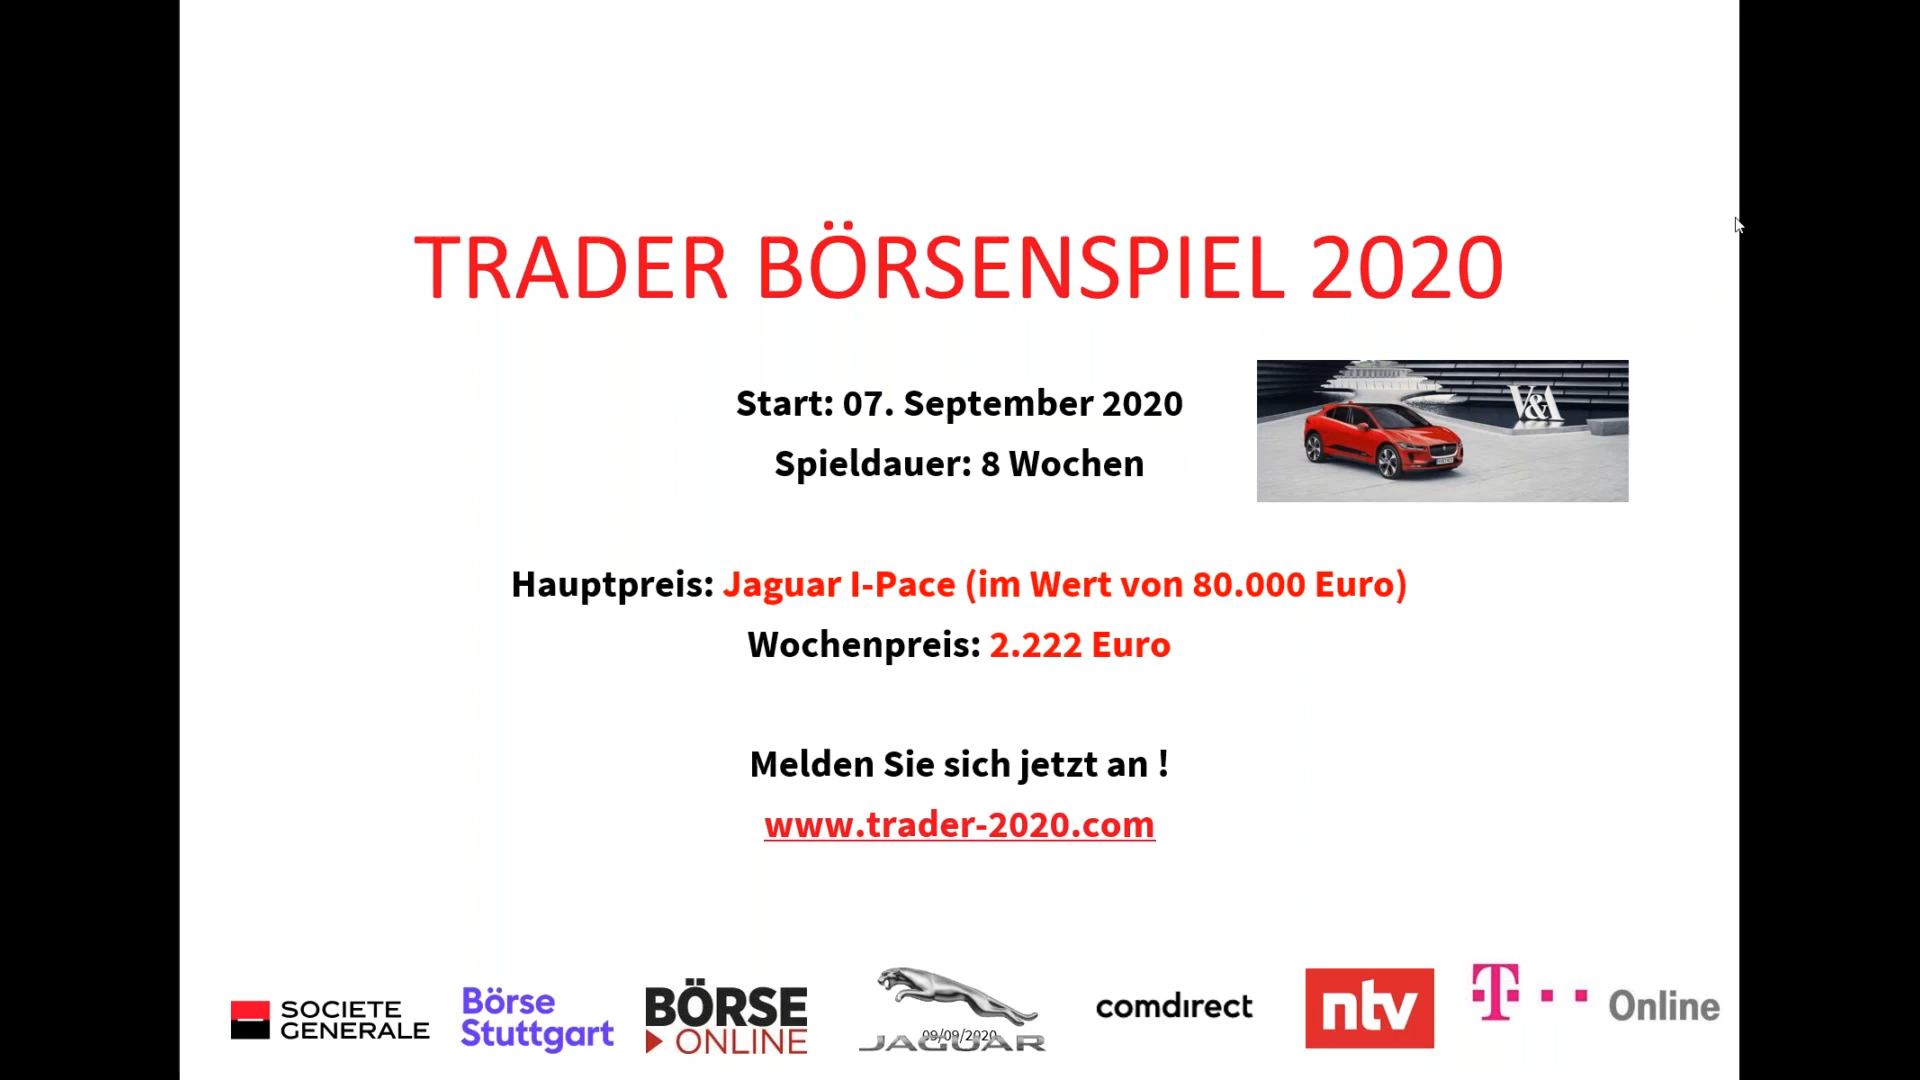 TRADER BÖRSENSPIEL 2020
Start: 07. September 2020
Spieldauer: 8 Wochen
V&A
Hauptpreis: Jaguar I-Pace (im Wert von 80.000 Euro)
Wochenpreis: 2.222 Euro
Melden Sie sich jetzt an !
www.trader-2020.com
SOCIETE
GENERALE
Börse
Stuttgart
BÖRSE
ONLINE
09/09/2020
JAGUAR
comdirect
ntv
T Online